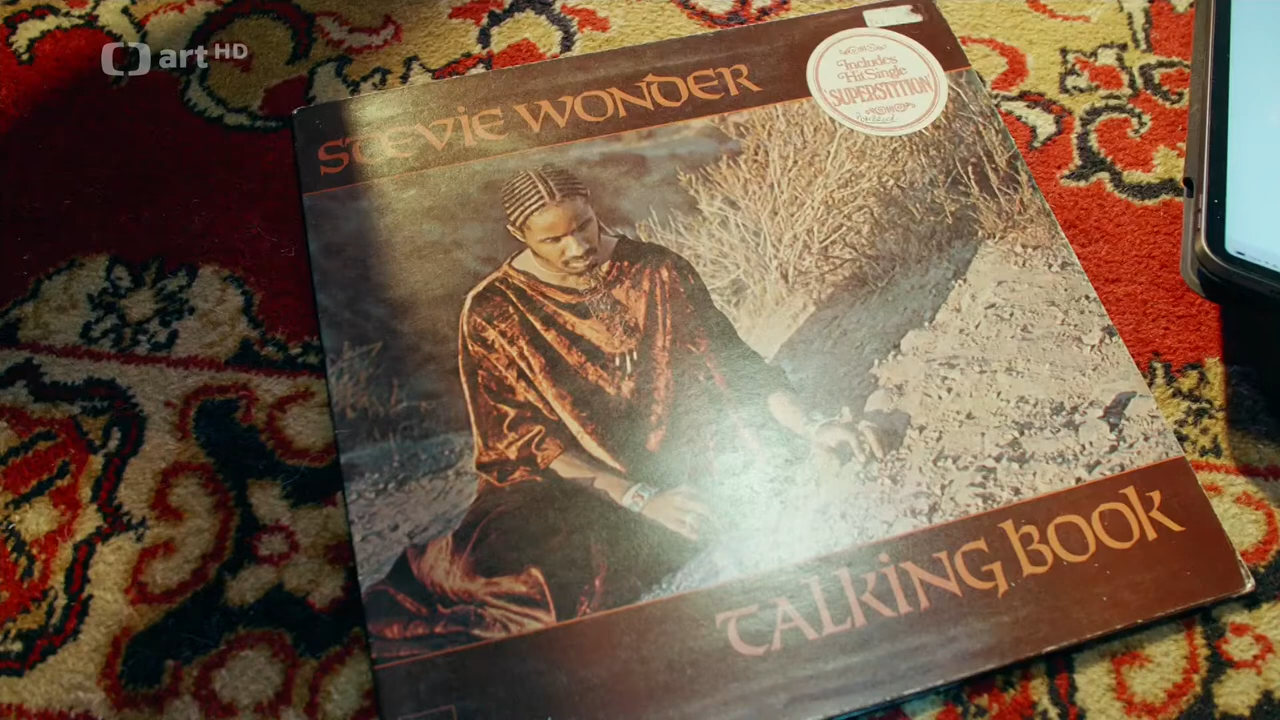 art HD
STEVIE WONDER
Includes
Hit Single
SUPERSTITION
TALKING BOOK